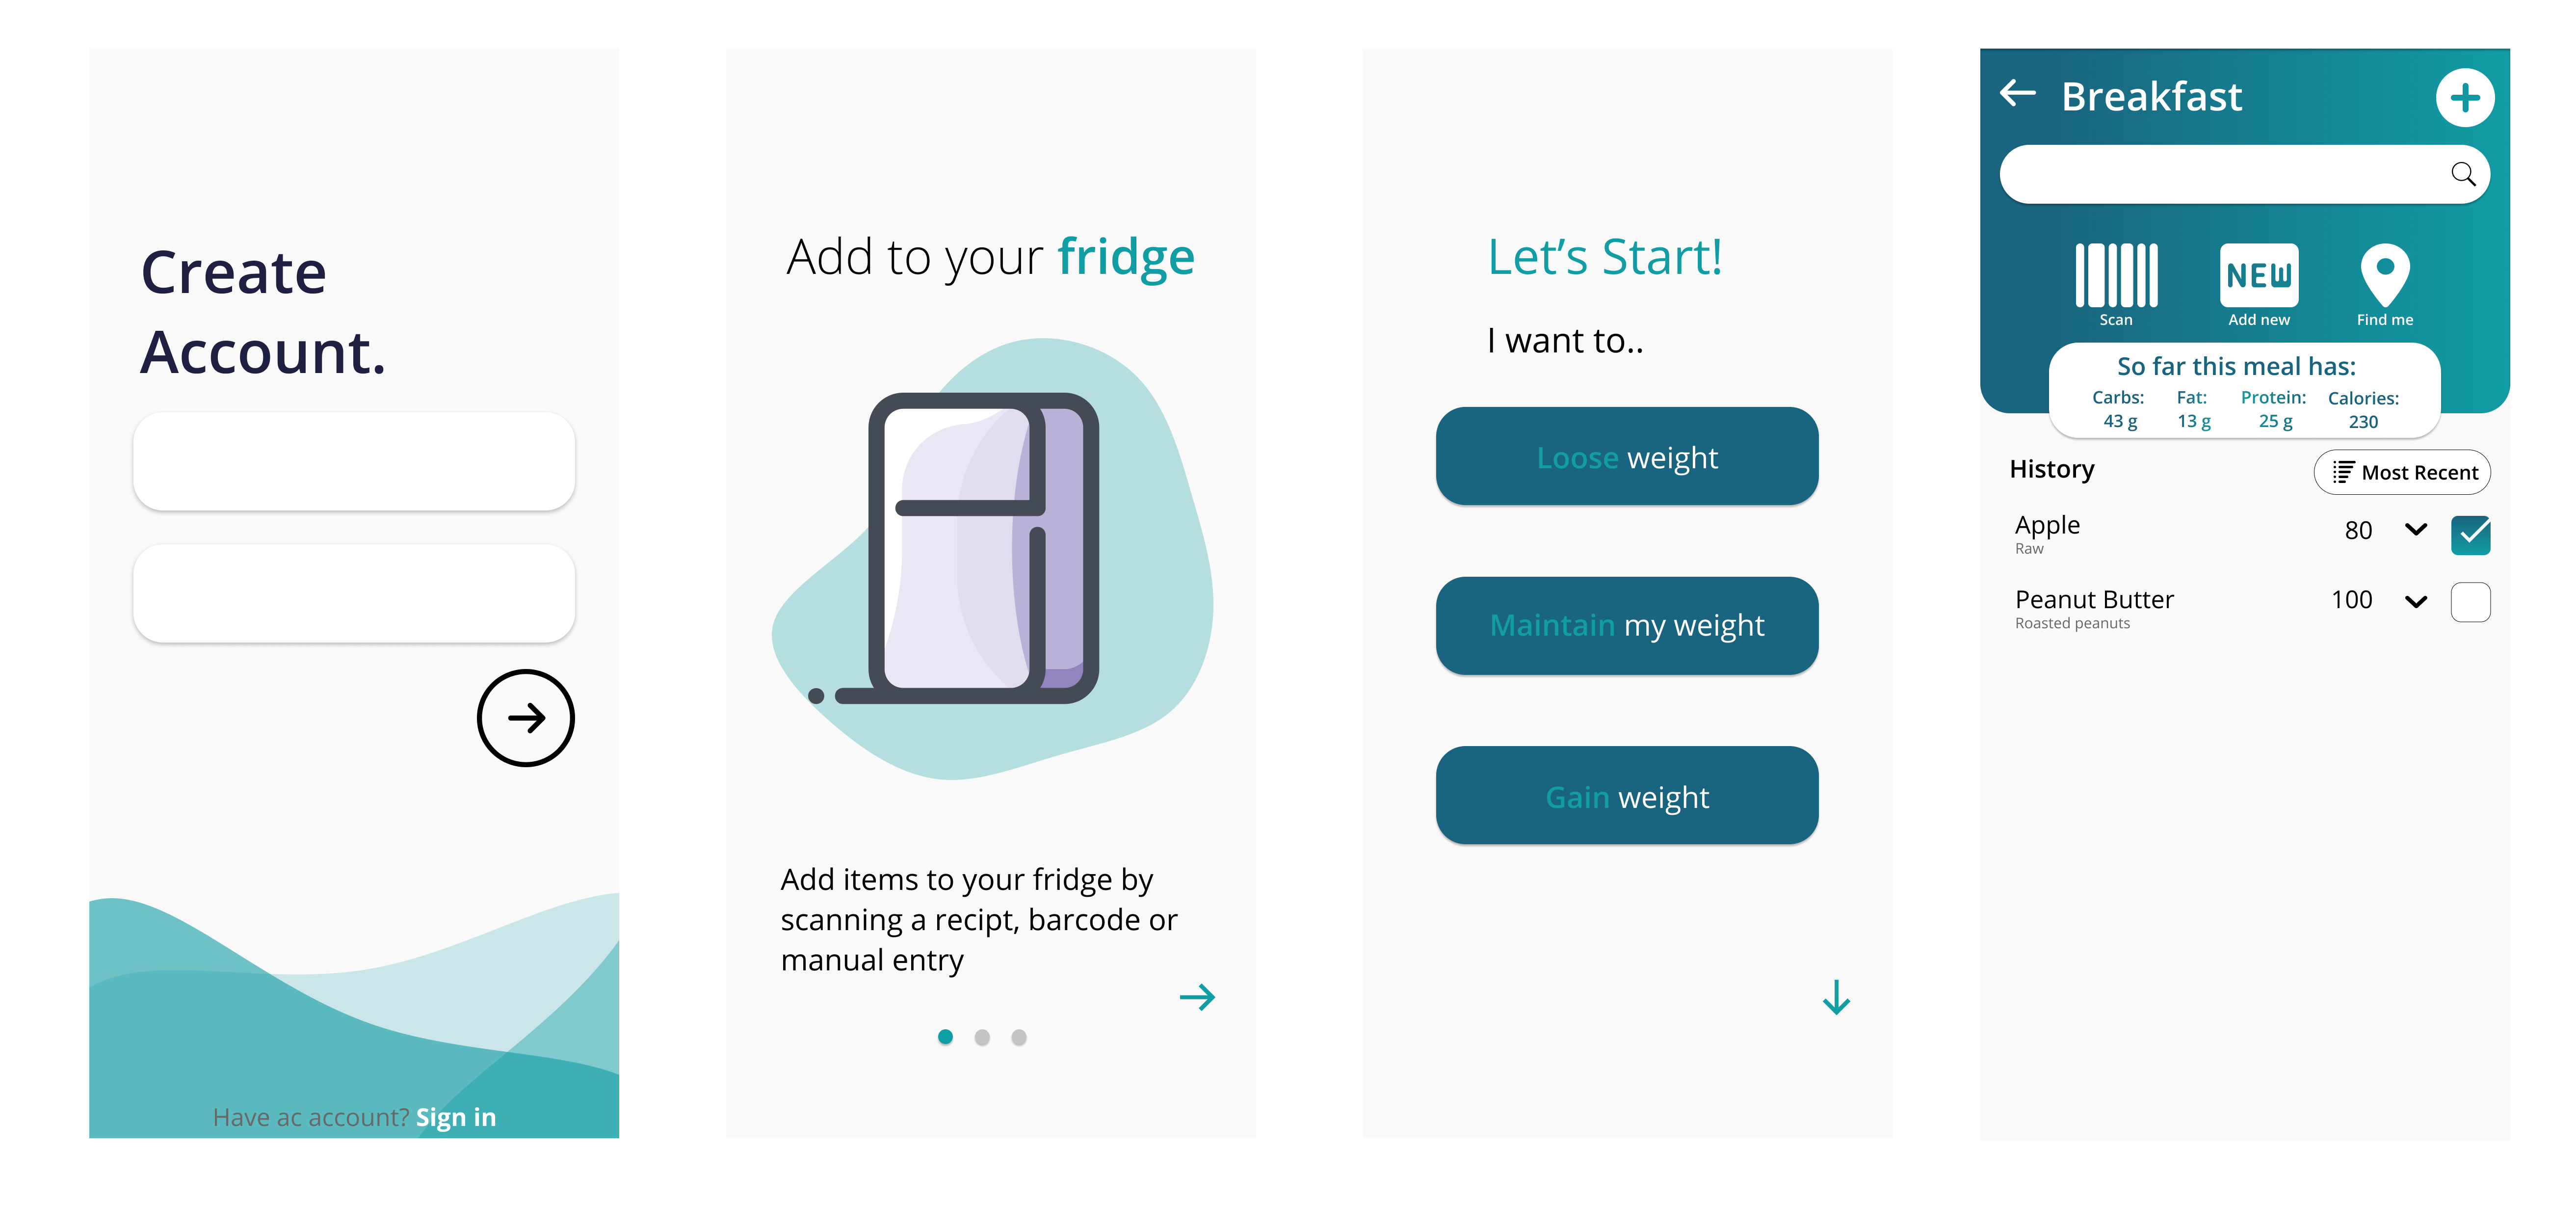 Create
Account.
Have ac account? Sign in
Add to your fridge
Add items to your fridge by
scanning a recipt, barcode or
manual entry
Let's Start!
I want to..
Loose weight
Maintain my weight
Gain weight
Breakfast
NEW
Scan Add new Find me
So far this meal has:
Carbs: Fat: Protein: Calories:
43 g 13 g 25 g 230
History Most Recent
Apple 80
Raw
Peanut Butter 100
Roasted peanuts